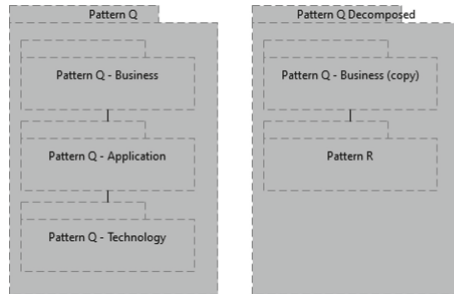 Pattern Q
Pattern Q - Business
Pattern Q - Application
Pattern Q - Technology
Pattern Q Decomposed
Pattern Q - Business (copy)
Pattern R